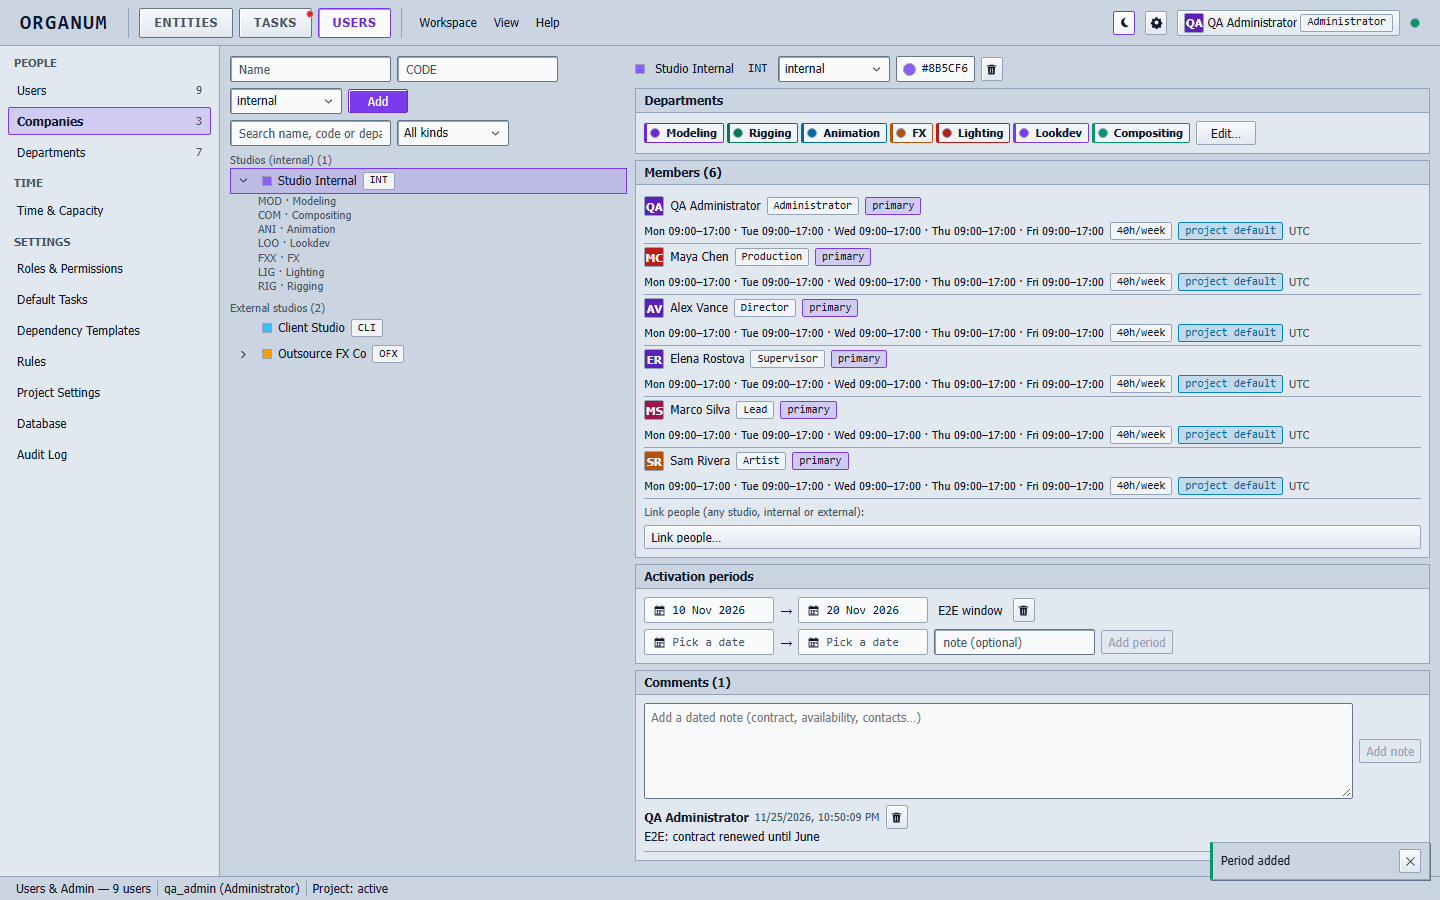 ORGANUM ENTITIES TASKS USERS Workspace View Help QA QA Administrator Administrator
PEOPLE
Users 9
Companies 3
Departments 7
TIME
Time & Capacity
SETTINGS
Roles & Permissions
Default Tasks
Dependency Templates
Rules
Project Settings
Database
Audit Log
Name CODE
internal Add
Search name, code or depa All kinds
Studios (internal) (1)
Studio Internal INT
MOD · Modeling
COM · Compositing
ANI · Animation
LOO · Lookdev
FXX · FX
LIG · Lighting
RIG · Rigging
External studios (2)
Client Studio CLI
Outsource FX Co OFX
Studio Internal INT internal #8B5CF6
Departments
Modeling Rigging Animation FX Lighting Lookdev Compositing Edit...
Members (6)
QA QA Administrator Administrator primary
Mon 09:00–17:00 · Tue 09:00–17:00 · Wed 09:00–17:00 · Thu 09:00–17:00 · Fri 09:00–17:00 40h/week project default UTC
MC Maya Chen Production primary
Mon 09:00–17:00 · Tue 09:00–17:00 · Wed 09:00–17:00 · Thu 09:00–17:00 · Fri 09:00–17:00 40h/week project default UTC
AV Alex Vance Director primary
Mon 09:00–17:00 · Tue 09:00–17:00 · Wed 09:00–17:00 · Thu 09:00–17:00 · Fri 09:00–17:00 40h/week project default UTC
ER Elena Rostova Supervisor primary
Mon 09:00–17:00 · Tue 09:00–17:00 · Wed 09:00–17:00 · Thu 09:00–17:00 · Fri 09:00–17:00 40h/week project default UTC
MS Marco Silva Lead primary
Mon 09:00–17:00 · Tue 09:00–17:00 · Wed 09:00–17:00 · Thu 09:00–17:00 · Fri 09:00–17:00 40h/week project default UTC
SR Sam Rivera Artist primary
Mon 09:00–17:00 · Tue 09:00–17:00 · Wed 09:00–17:00 · Thu 09:00–17:00 · Fri 09:00–17:00 40h/week project default UTC
Link people (any studio, internal or external):
Link people...
Activation periods
10 Nov 2026 → 20 Nov 2026 E2E window
Pick a date → Pick a date note (optional) Add period
Comments (1)
Add a dated note (contract, availability, contacts...)
Add note
QA Administrator 11/25/2026, 10:50:09 PM
E2E: contract renewed until June
Period added
Users & Admin — 9 users qa_admin (Administrator) Project: active